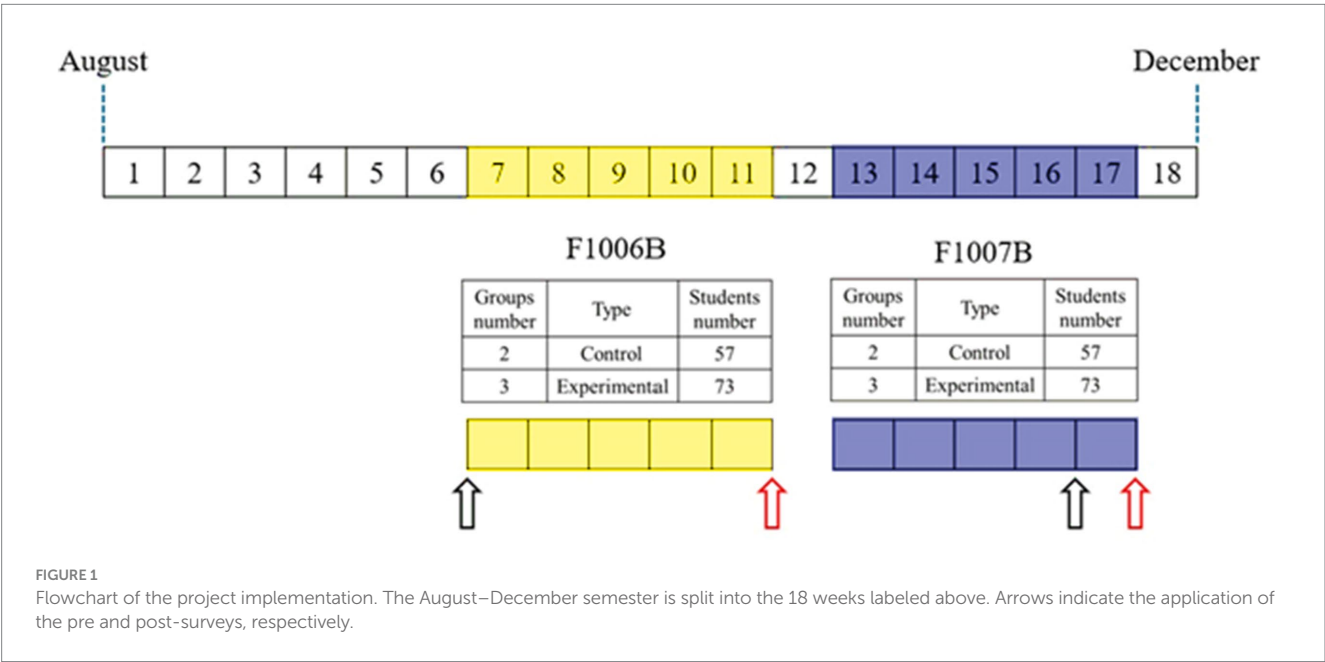 August December
1 2 3 4 5 6 7 8 9 10 11 12 13 14 15 16 17 18
F1006B F1007B
Groups number Type Students number
2 Control 57
3 Experimental 73
Groups number Type Students number
2 Control 57
3 Experimental 73
FIGURE 1
Flowchart of the project implementation. The August–December semester is split into the 18 weeks labeled above. Arrows indicate the application of
the pre and post-surveys, respectively.